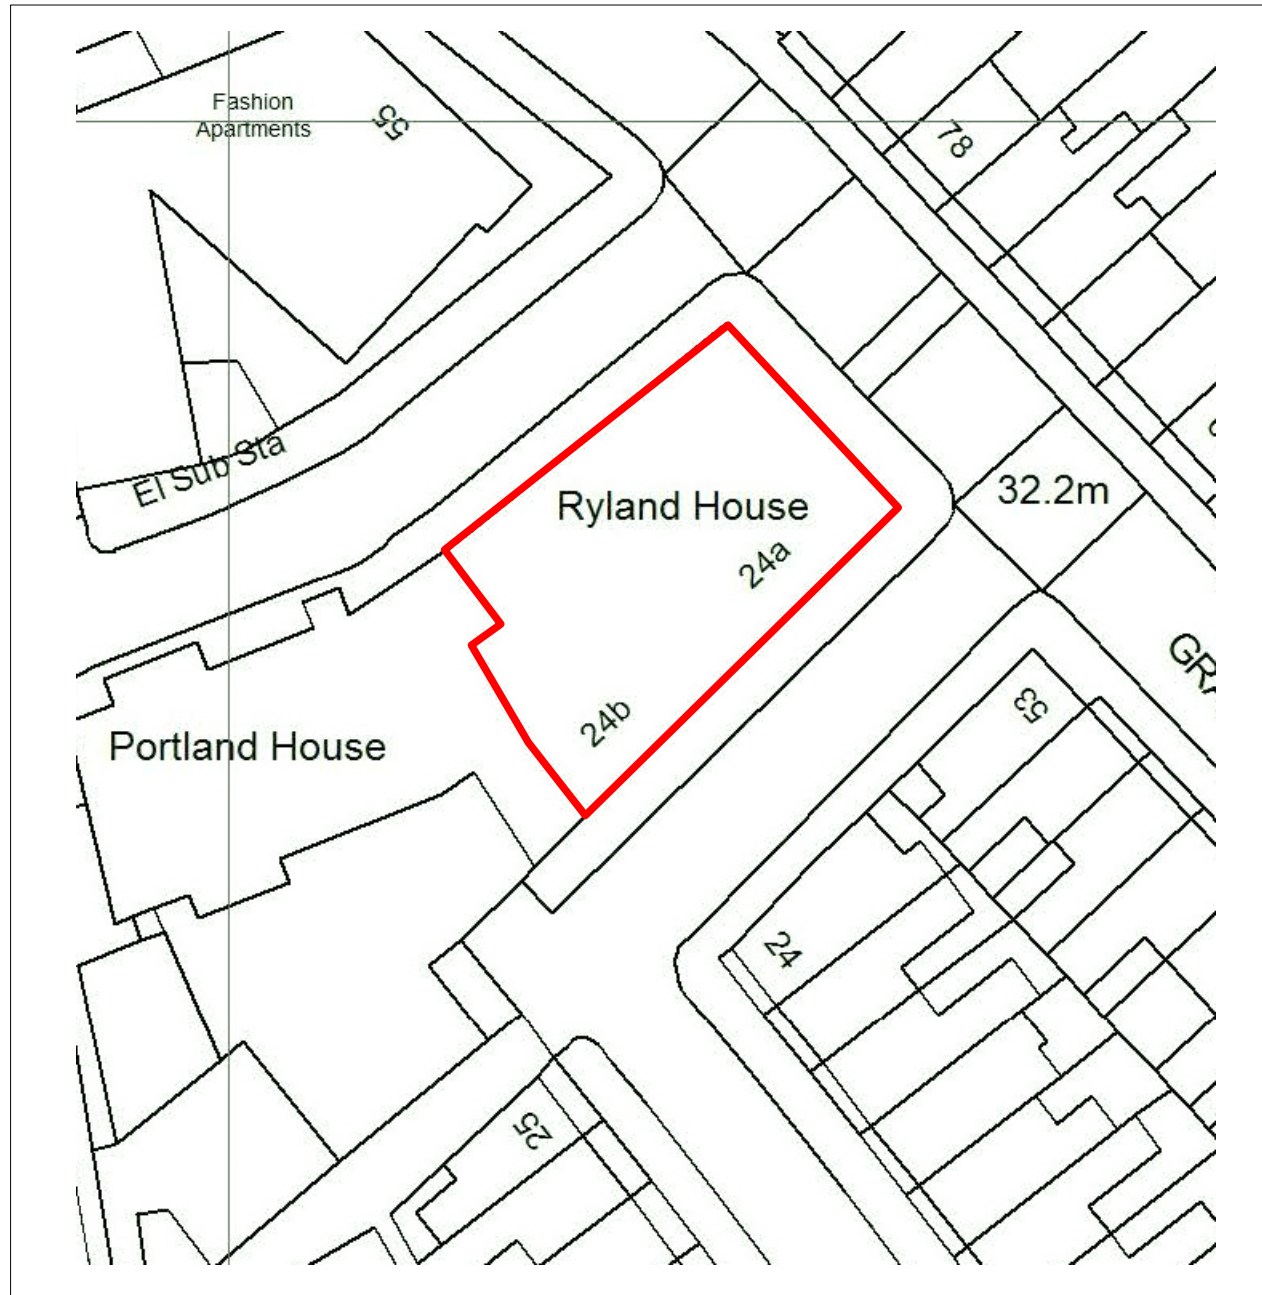 Fashion
Apartments
55
78
El Sub Sta
Ryland House
32.2m
24a
24b
53
Portland House
24
25